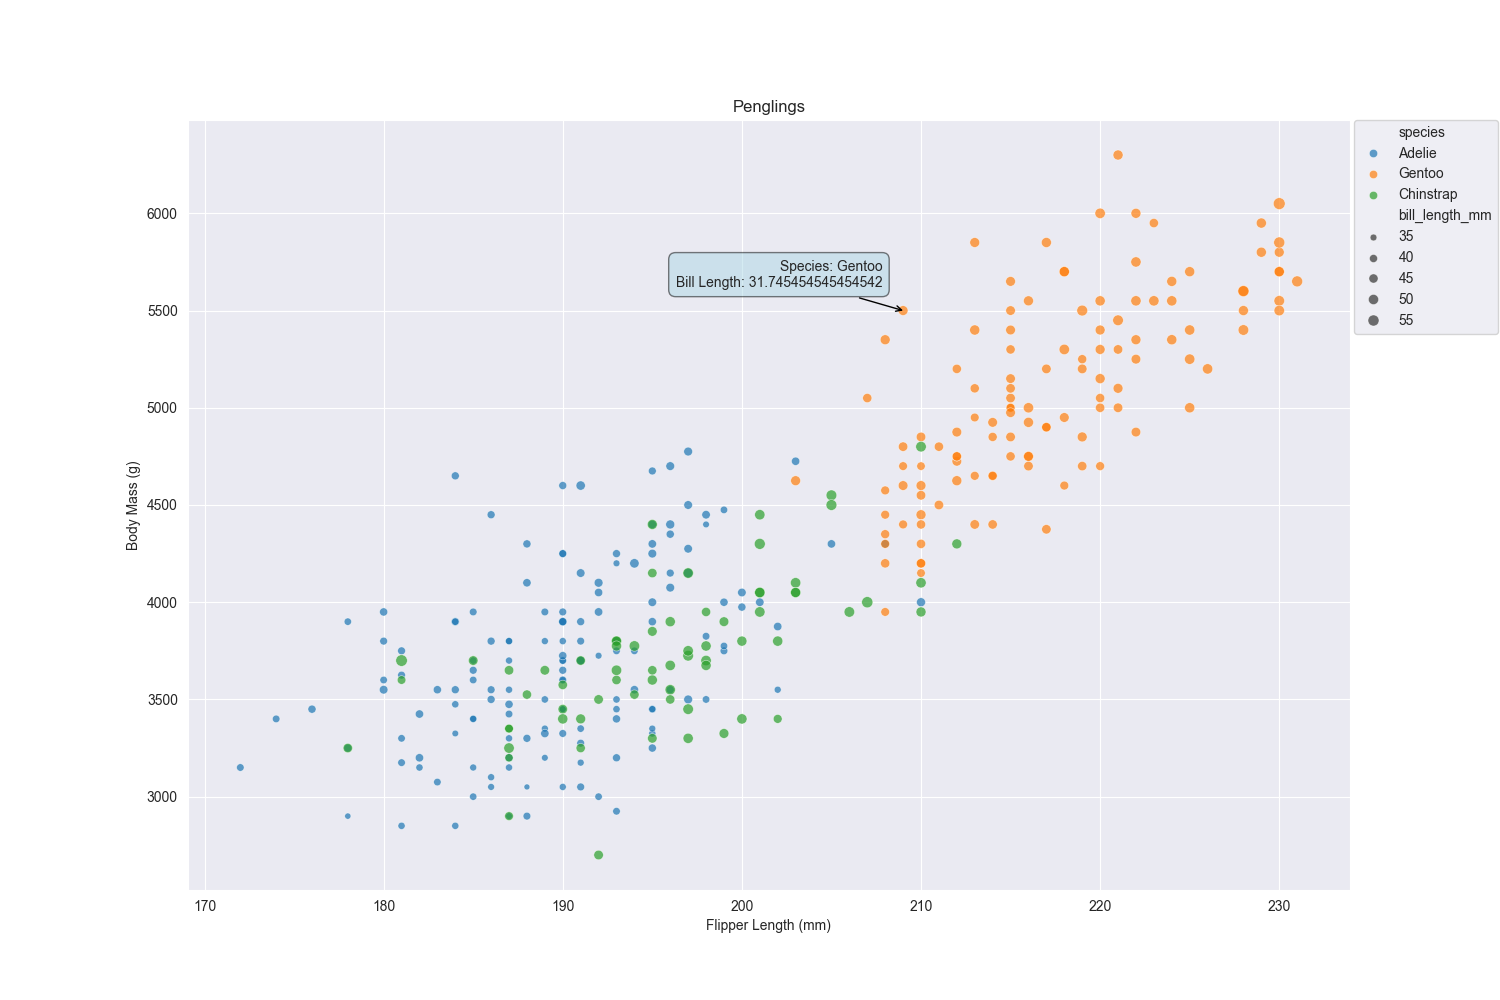 Penglings
species
Adelie
Gentoo
Chinstrap
bill_length_mm
35
40
45
50
55
Species: Gentoo
Bill Length: 31.745454545454542
6000
5500
5000
4500
4000
3500
3000
Body Mass (g)
170 180 190 200 210 220 230
Flipper Length (mm)